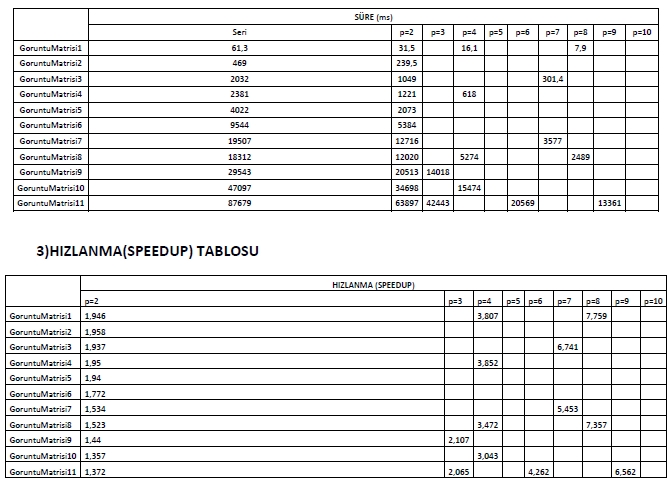 SÜRE (ms)
Seri p=2 p=3 p=4 p=5 p=6 p=7 p=8 p=9 p=10
GoruntuMatrisi1 61,3 31,5 16,1 7,9
GoruntuMatrisi2 469 239,5
GoruntuMatrisi3 2032 1049 301,4
GoruntuMatrisi4 2381 1221 618
GoruntuMatrisi5 4022 2073
GoruntuMatrisi6 9544 5384
GoruntuMatrisi7 19507 12716 3577
GoruntuMatrisi8 18312 12020 5274 2489
GoruntuMatrisi9 29543 20513 14018
GoruntuMatrisi10 47097 34698 15474
GoruntuMatrisi11 87679 63897 42443 20569 13361
3)HIZLANMA(SPEEDUP) TABLOSU
HIZLANMA (SPEEDUP)
p=2 p=3 p=4 p=5 p=6 p=7 p=8 p=9 p=10
GoruntuMatrisi1 1,946 3,807 7,759
GoruntuMatrisi2 1,958
GoruntuMatrisi3 1,937 6,741
GoruntuMatrisi4 1,95 3,852
GoruntuMatrisi5 1,94
GoruntuMatrisi6 1,772
GoruntuMatrisi7 1,534 5,453
GoruntuMatrisi8 1,523 3,472 7,357
GoruntuMatrisi9 1,44 2,107
GoruntuMatrisi10 1,357 3,043
GoruntuMatrisi11 1,372 2,065 4,262 6,562